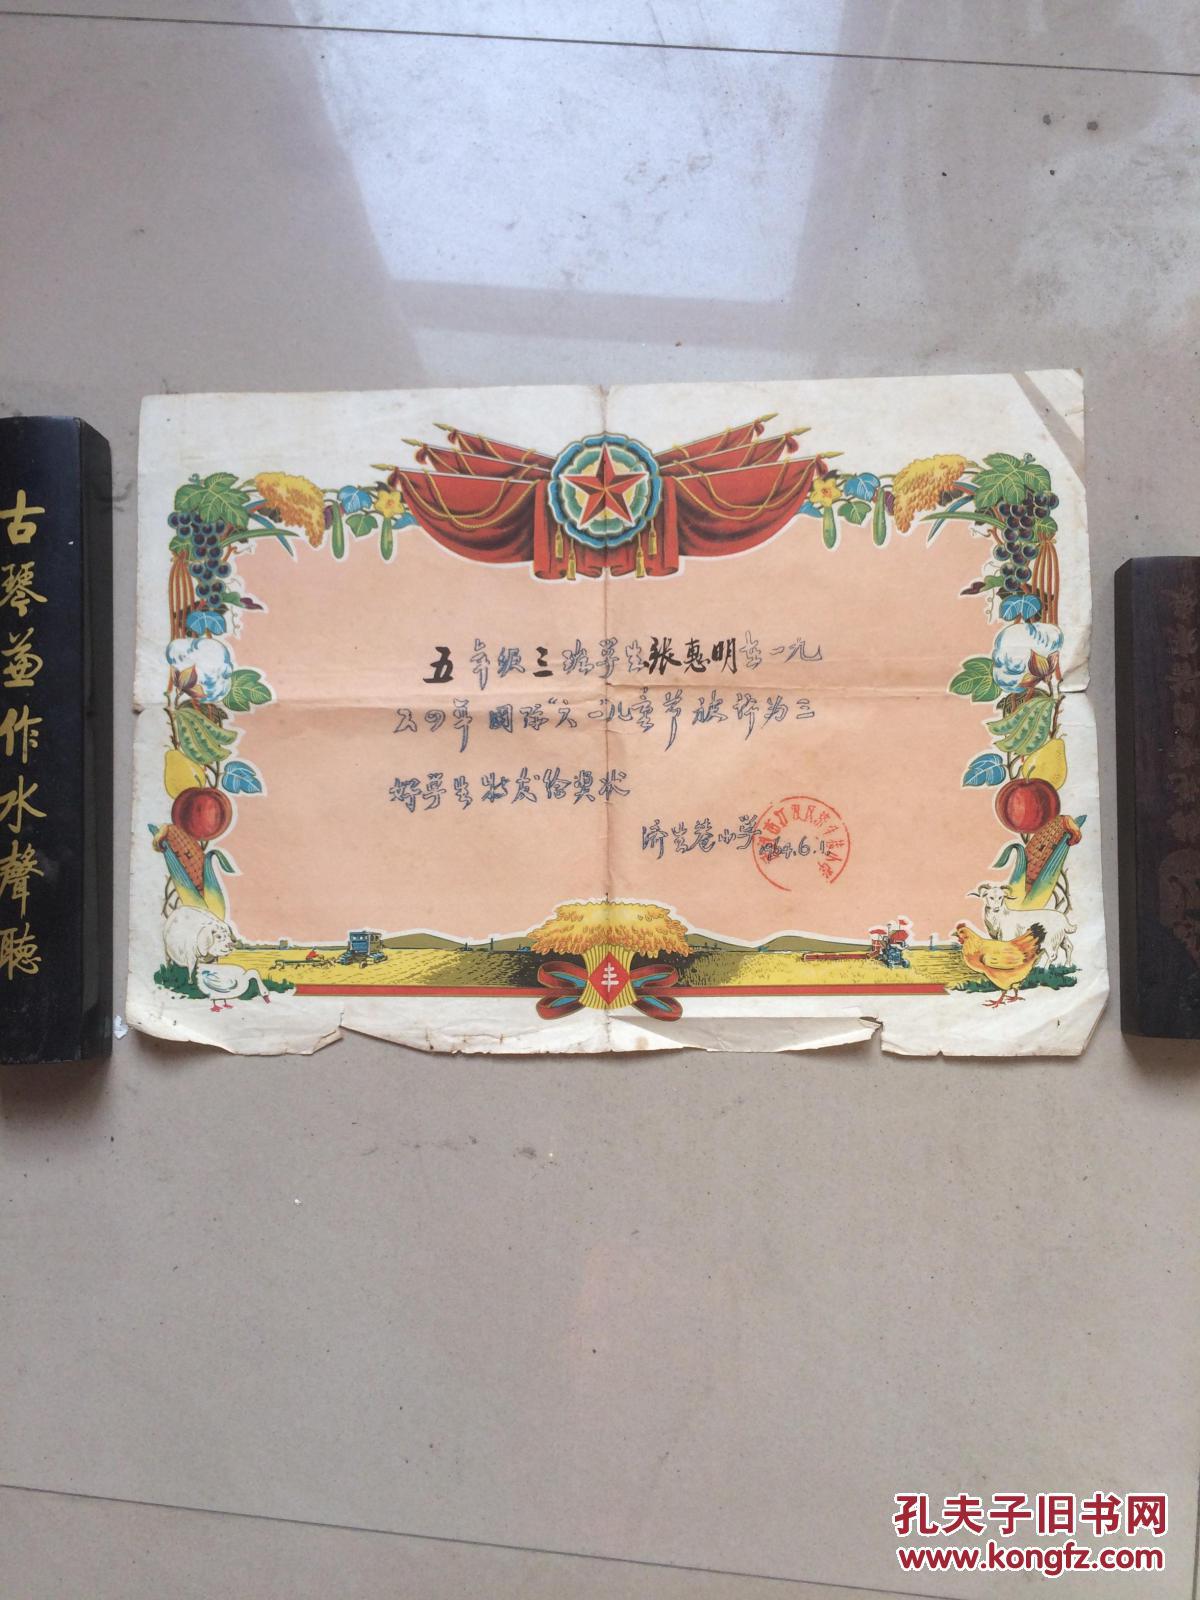 古琴兼作水聲聽
五年级三班学生张惠明在一九
六四年国际“六一”儿童节被评为三
好学生特发给奖状
济生巷小学
1964.6.1.
丰
孔夫子旧书网
www.kongfz.com